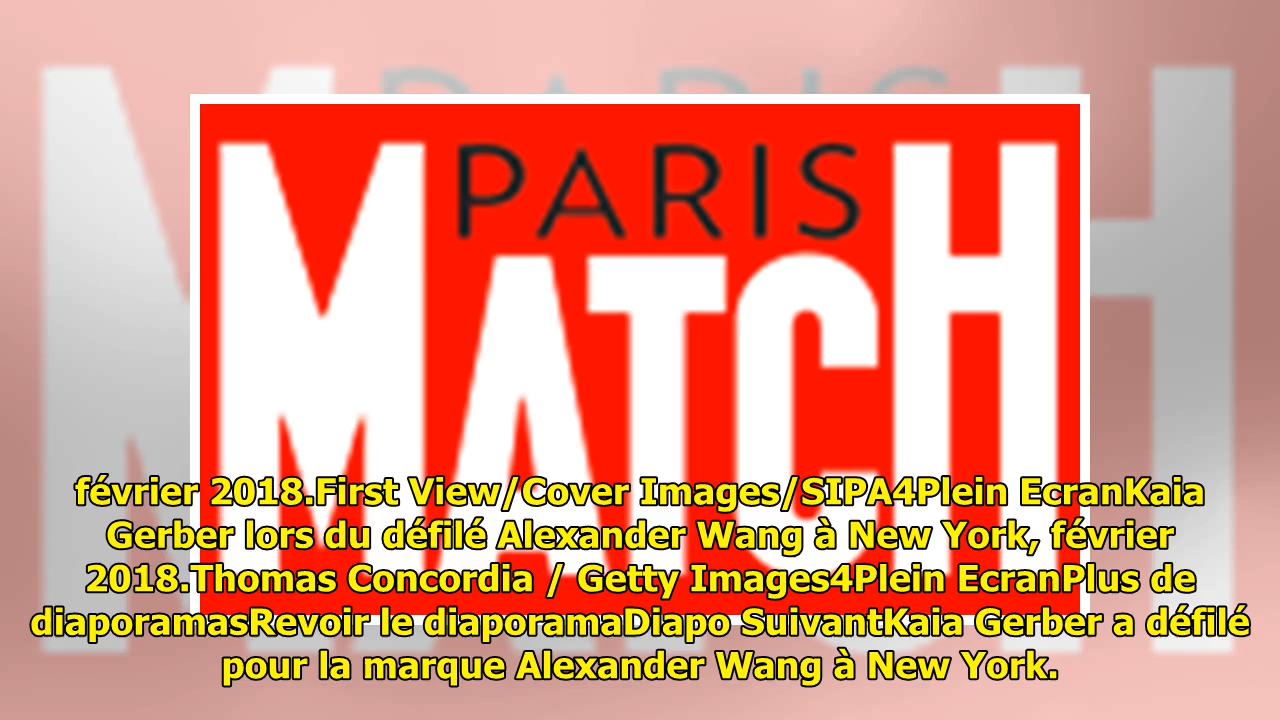 PARIS
MATCH
février 2018.First View/Cover Images/SIPA4Plein EcranKaia
Gerber lors du défilé Alexander Wang à New York, février
2018.Thomas Concordia / Getty Images4Plein EcranPlus de
diaporamasRevoir le diaporamaDiapo SuivantKaia Gerber a défilé
pour la marque Alexander Wang à New York.